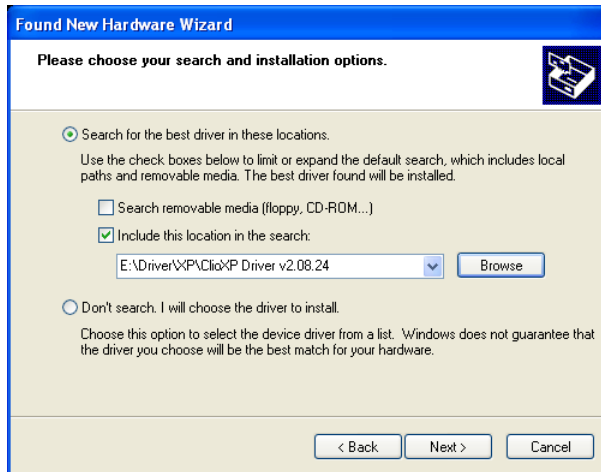 Found New Hardware Wizard
Please choose your search and installation options.
Search for the best driver in these locations.
Use the check boxes below to limit or expand the default search, which includes local
paths and removable media. The best driver found will be installed.
Search removable media (floppy, CD-ROM...)
Include this location in the search:
E:\Driver\XP\ClioXP Driver v2.08.24
Browse
Don't search. I will choose the driver to install.
Choose this option to select the device driver from a list. Windows does not guarantee that
the driver you choose will be the best match for your hardware.
< Back
Next >
Cancel